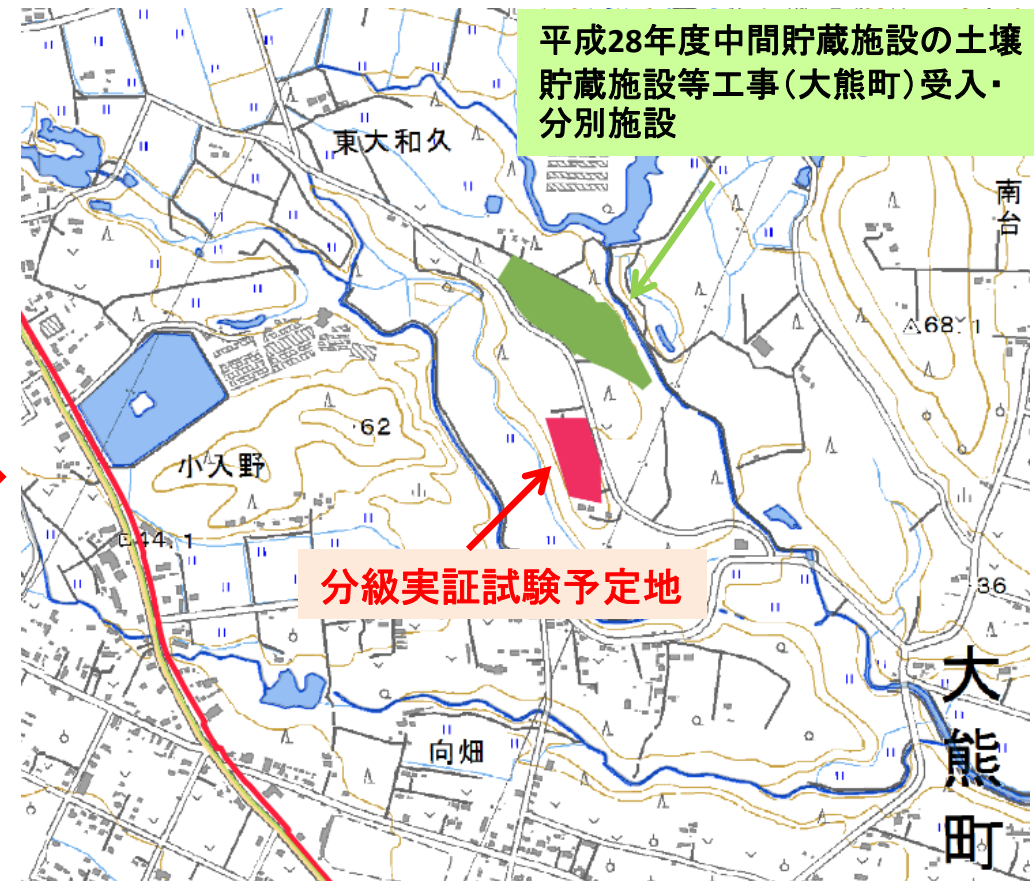 平成28年度中間貯蔵施設の土壌
貯蔵施設等工事(大熊町)受入・
分別施設
東大和久
南台
68.1
62
小入野
44.1
分級実証試験予定地
36
向畑
大熊町